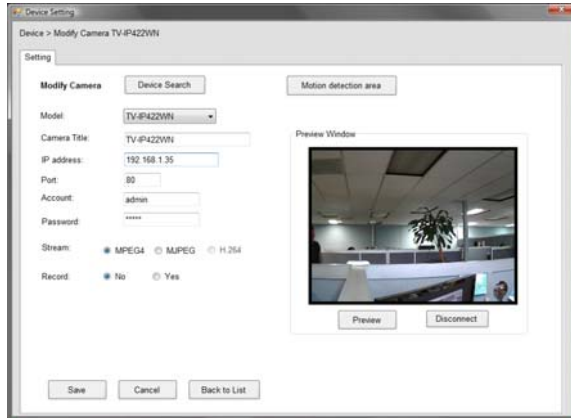 Device Setting
Device > Modify Camera TV-IP422WN
Setting
Modify Camera
Device Search
Motion detection area
Model:
TV-IP422WN
Camera Title:
TV-IP422WN
IP address:
192.168.1.35
Port:
80
Account:
admin
Password:
*****
Stream:
MPEG4
MJPEG
H.264
Record:
No
Yes
Preview Window
Preview
Disconnect
Save
Cancel
Back to List